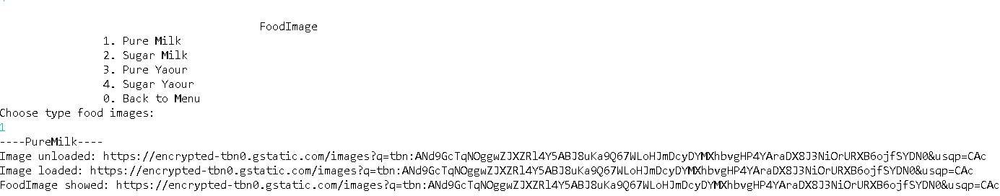 FoodImage
1. Pure Milk
2. Sugar Milk
3. Pure Yaour
4. Sugar Yaour
0. Back to Menu
Choose type food images:
1
----PureMilk----
Image unloaded: https://encrypted-tbn0.gstatic.com/images?q=tbn:ANd9GcTqNOggwZJXZRl4Y5ABJ8uKa9Q67WLoHJmDcyDYMXhbvgHP4YAraDX8J3NiOrURXB6ojfSYDN0&usqp=CAc
Image loaded: https://encrypted-tbn0.gstatic.com/images?q=tbn:ANd9GcTqNOggwZJXZRl4Y5ABJ8uKa9Q67WLoHJmDcyDYMXhbvgHP4YAraDX8J3NiOrURXB6ojfSYDN0&usqp=CAc
FoodImage showed: https://encrypted-tbn0.gstatic.com/images?q=tbn:ANd9GcTqNOggwZJXZRl4Y5ABJ8uKa9Q67WLoHJmDcyDYMXhbvgHP4YAraDX8J3NiOrURXB6ojfSYDN0&usqp=CAc